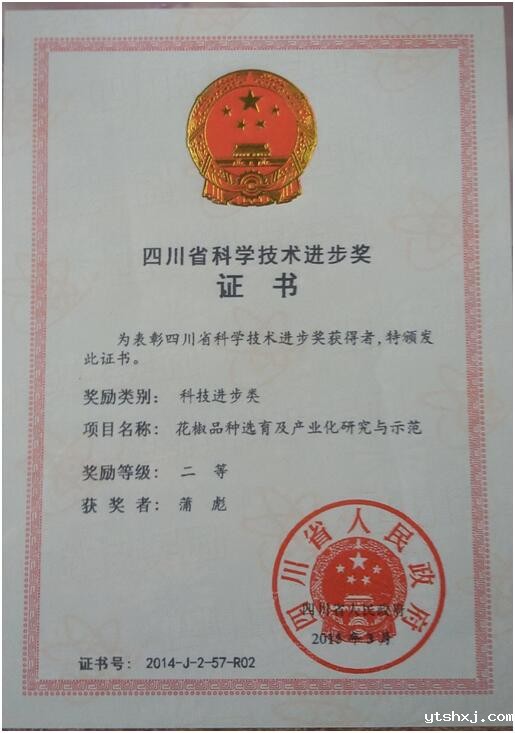 四川省科学技术进步奖
证书
为表彰四川省科学技术进步奖获得者,特颁发
此证书。
奖励类别: 科技进步类
项目名称: 花椒品种选育及产业化研究与示范
奖励等级: 二 等
获 奖 者: 蒲 彪
四川省人民政府
四川省人民政府
2015 年 3 月
证书号: 2014-J-2-57-R02
ytshxj.com